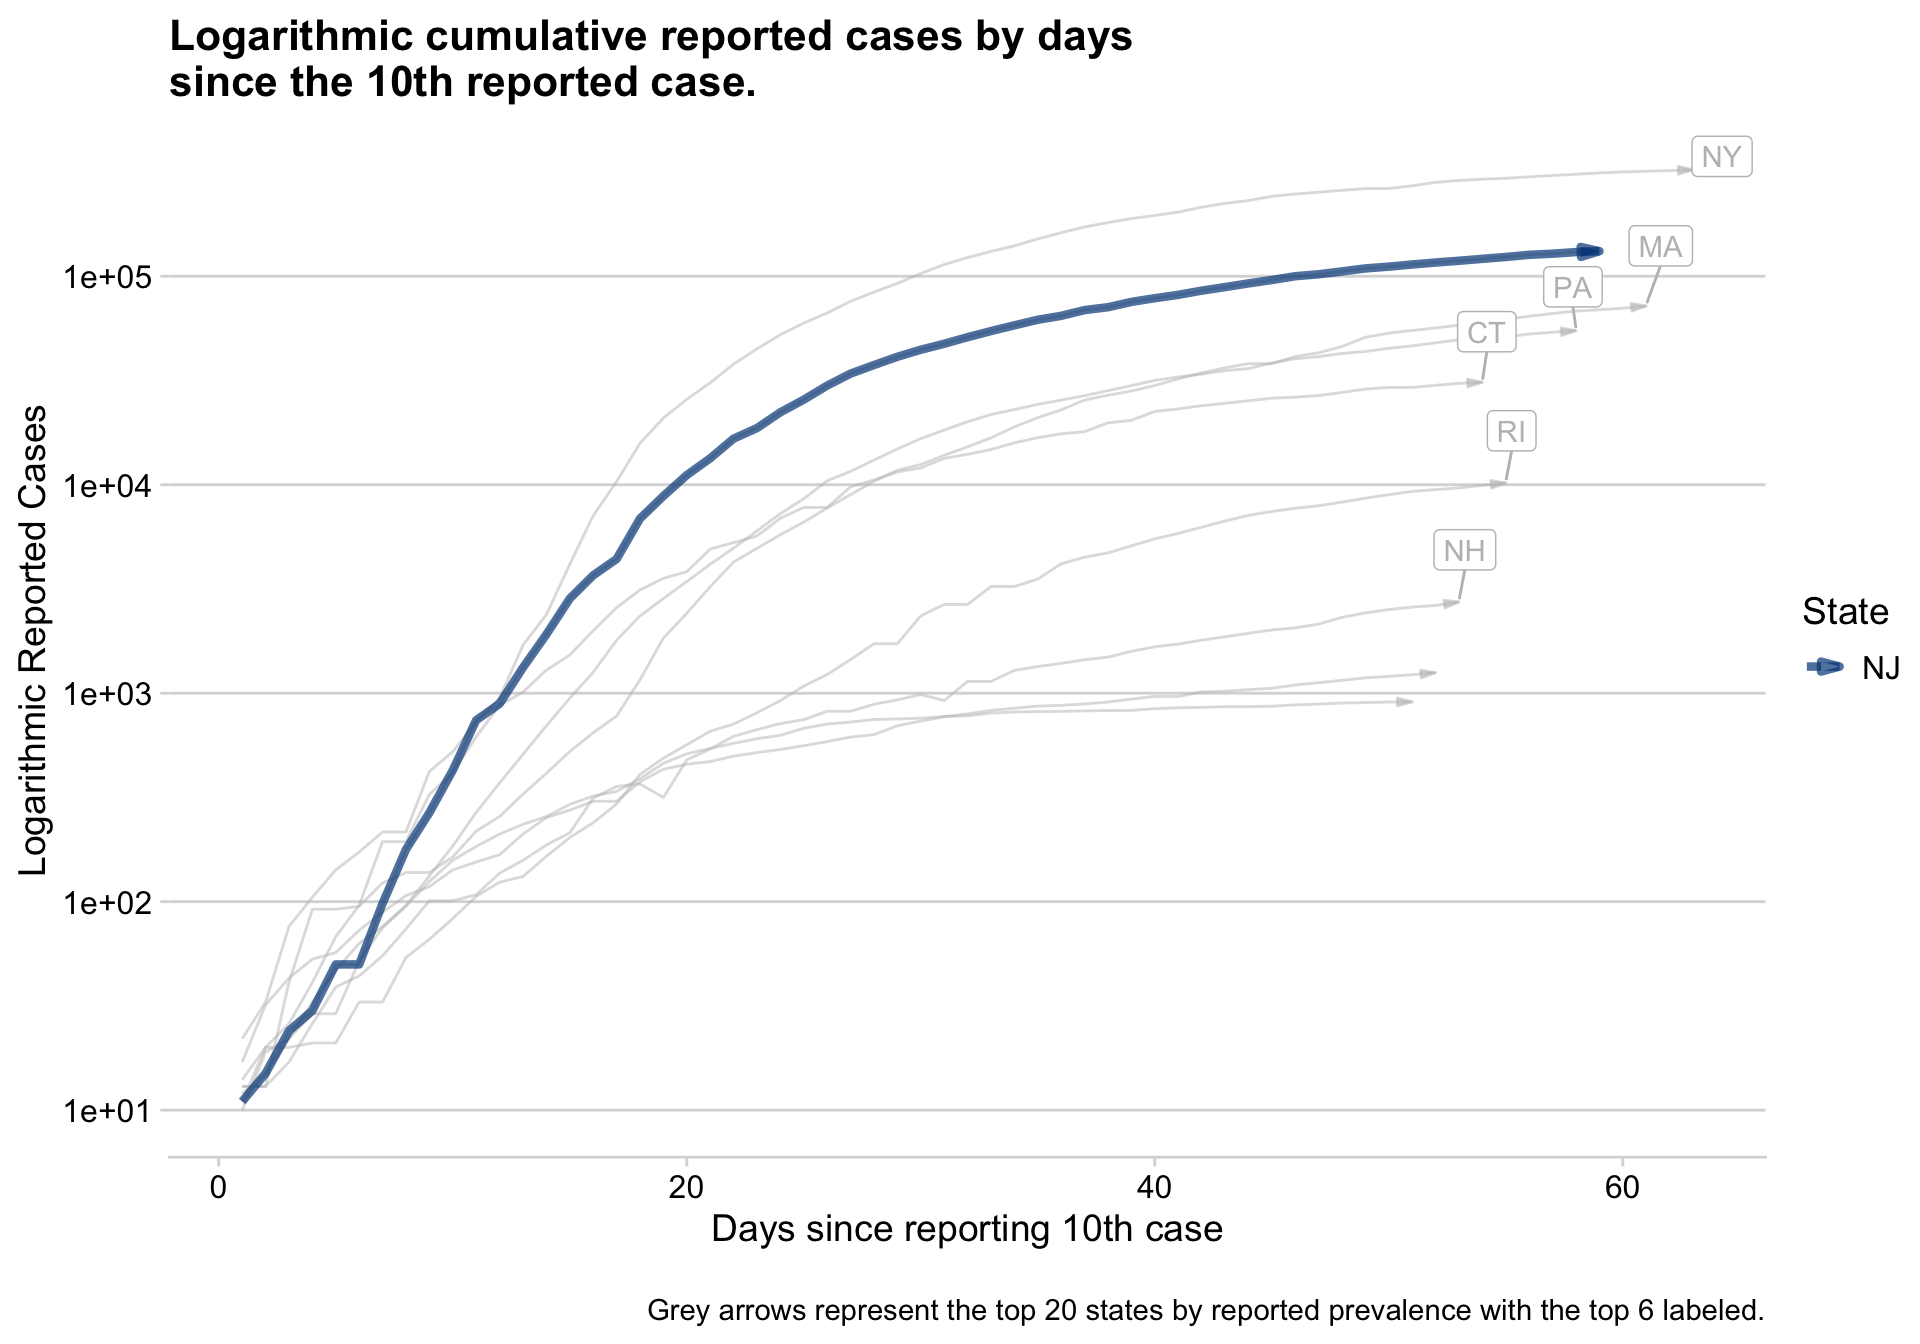 Logarithmic cumulative reported cases by days
since the 10th reported case.
NY
MA
1e+05
PA
CT
RI
1e+04
NH
Logarithmic Reported Cases
State
NJ
1e+03
1e+02
1e+01
0 20 40 60
Days since reporting 10th case
Grey arrows represent the top 20 states by reported prevalence with the top 6 labeled.